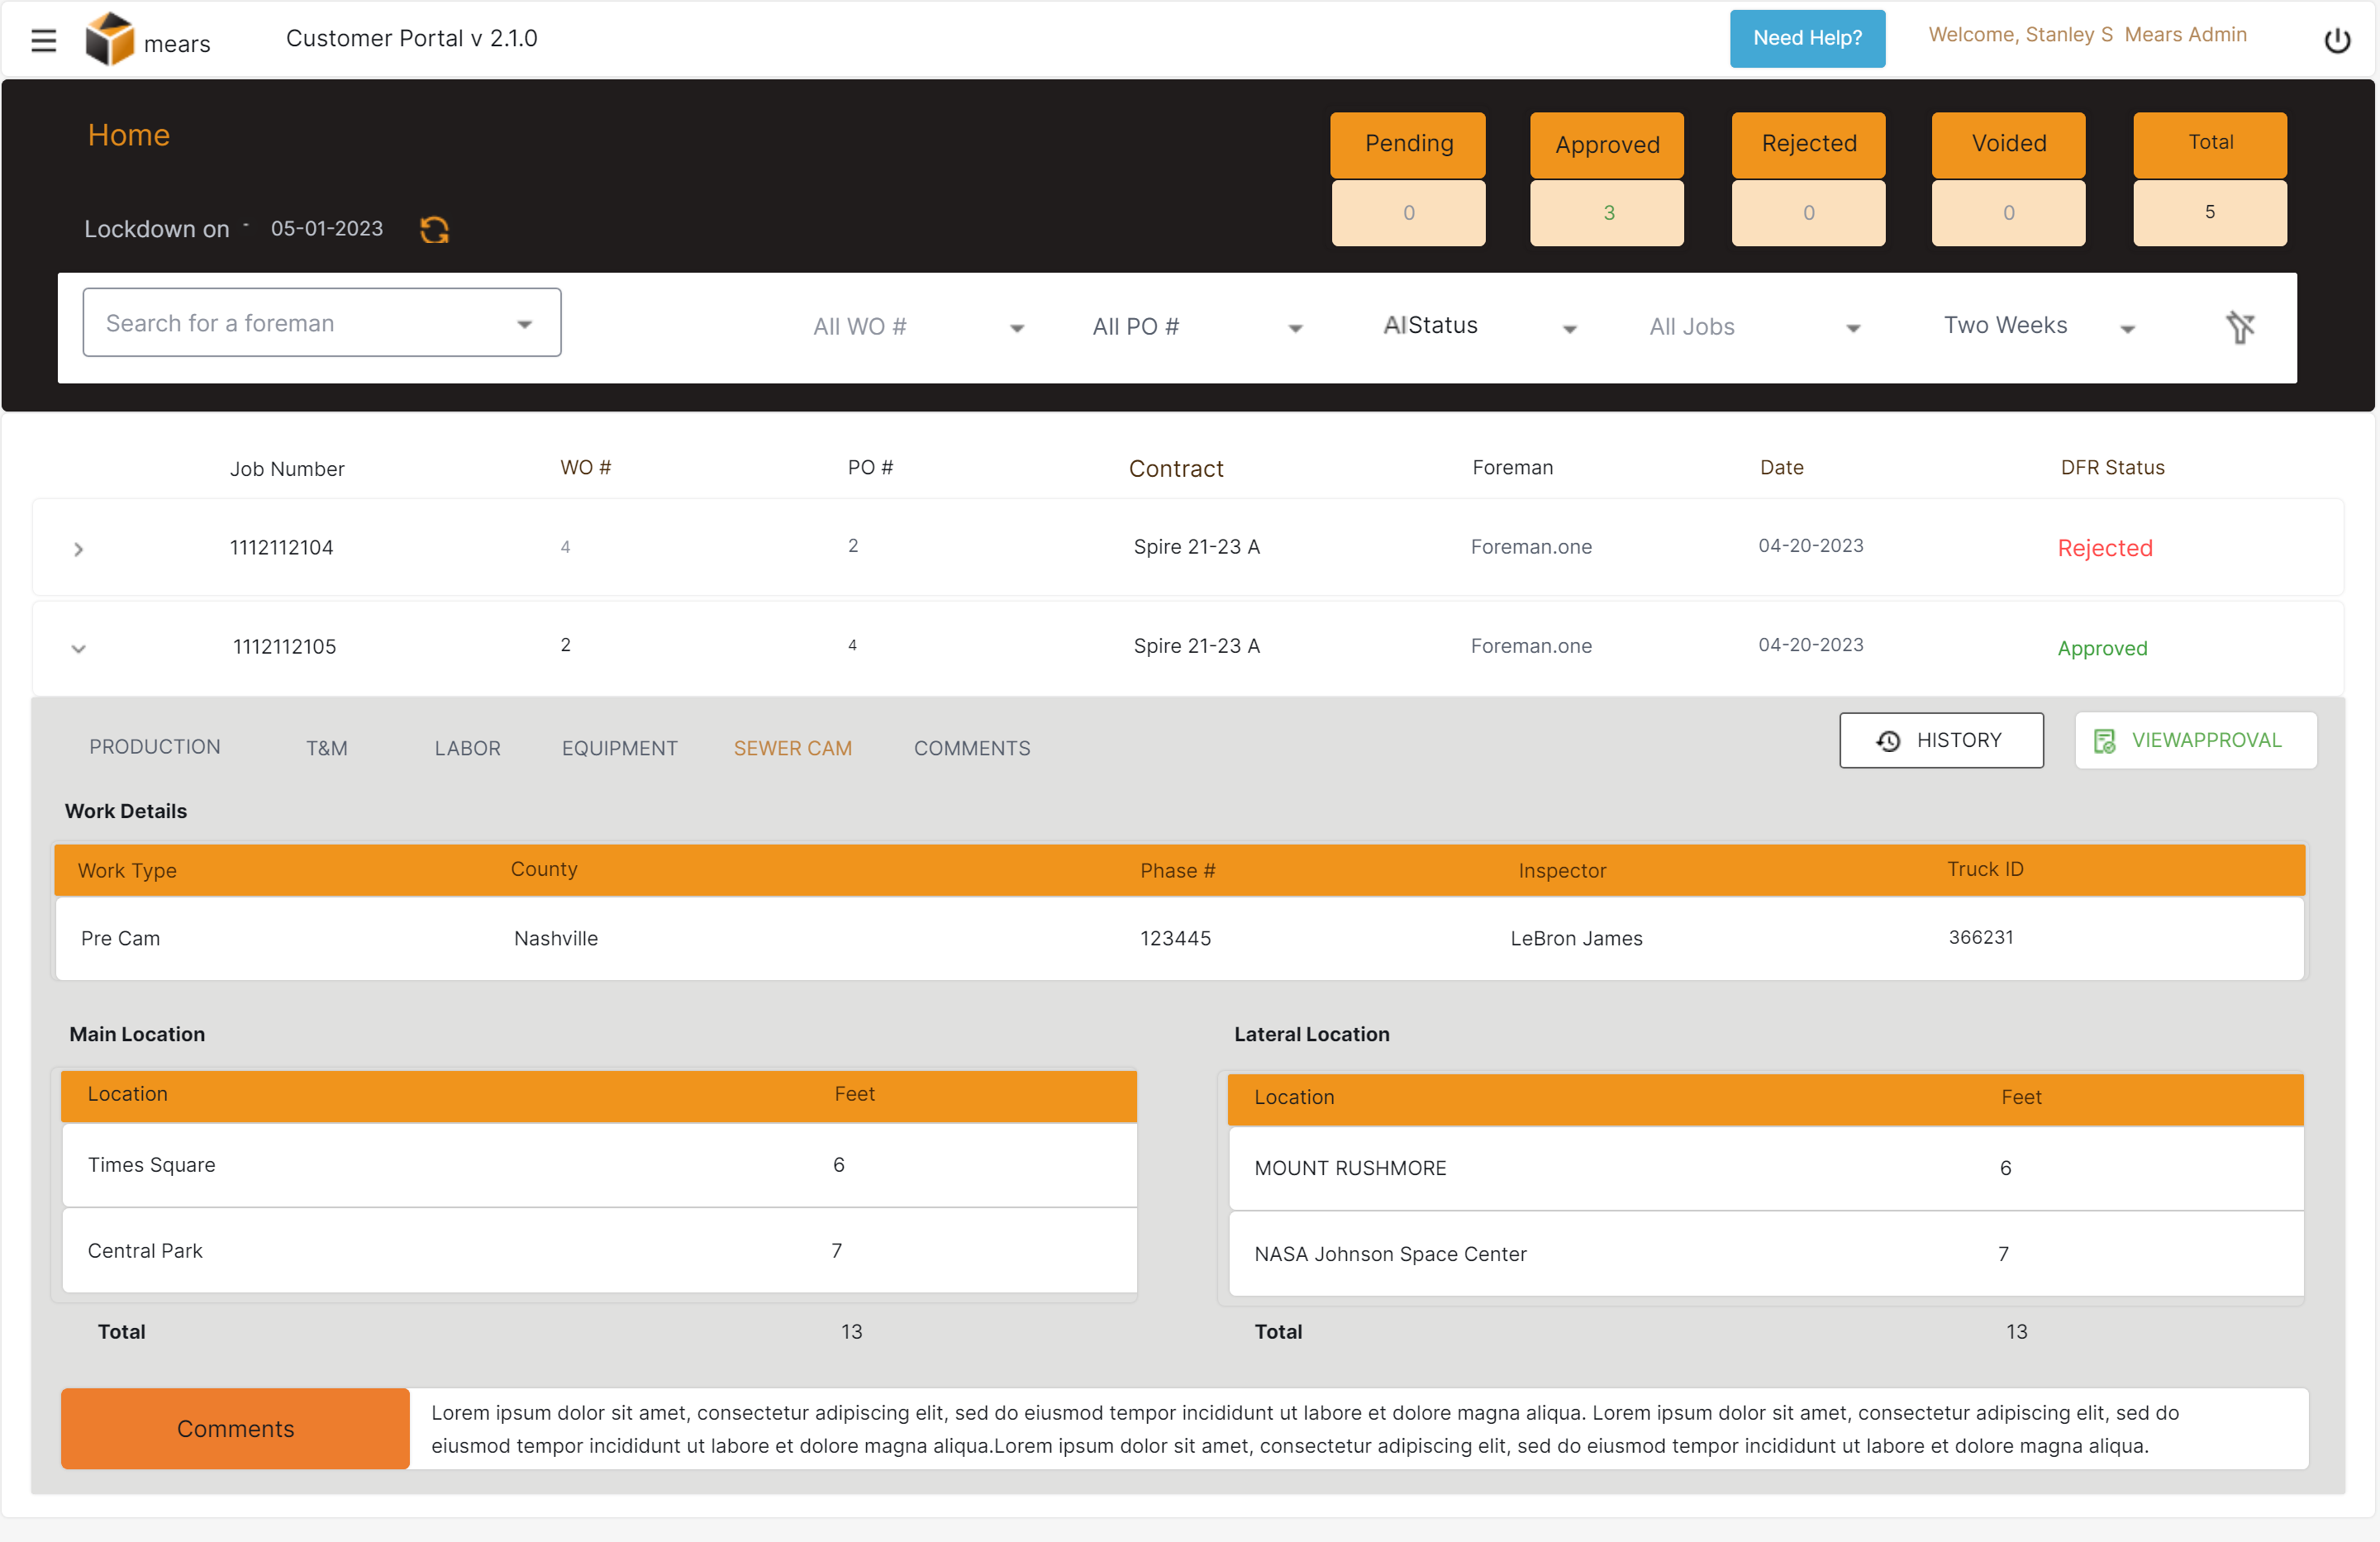 mears
Customer Portal v 2.1.0
Need Help?
Welcome, Stanley S Mears Admin
Home
Pending
Approved
Rejected
Voided
Total
0
3
0
0
5
Lockdown on - 05-01-2023
Search for a foreman
All WO #
All PO #
AlStatus
All Jobs
Two Weeks
Job Number WO # PO # Contract Foreman Date DFR Status
1112112104 4 2 Spire 21-23 A Foreman.one 04-20-2023 Rejected
1112112105 2 4 Spire 21-23 A Foreman.one 04-20-2023 Approved
PRODUCTION T&M LABOR EQUIPMENT SEWER CAM COMMENTS
HISTORY
VIEWAPPROVAL
Work Details
Work Type County Phase # Inspector Truck ID
Pre Cam Nashville 123445 LeBron James 366231
Main Location
Location Feet
Times Square 6
Central Park 7
Total 13
Lateral Location
Location Feet
MOUNT RUSHMORE 6
NASA Johnson Space Center 7
Total 13
Comments
Lorem ipsum dolor sit amet, consectetur adipiscing elit, sed do eiusmod tempor incididunt ut labore et dolore magna aliqua. Lorem ipsum dolor sit amet, consectetur adipiscing elit, sed do
eiusmod tempor incididunt ut labore et dolore magna aliqua.Lorem ipsum dolor sit amet, consectetur adipiscing elit, sed do eiusmod tempor incididunt ut labore et dolore magna aliqua.